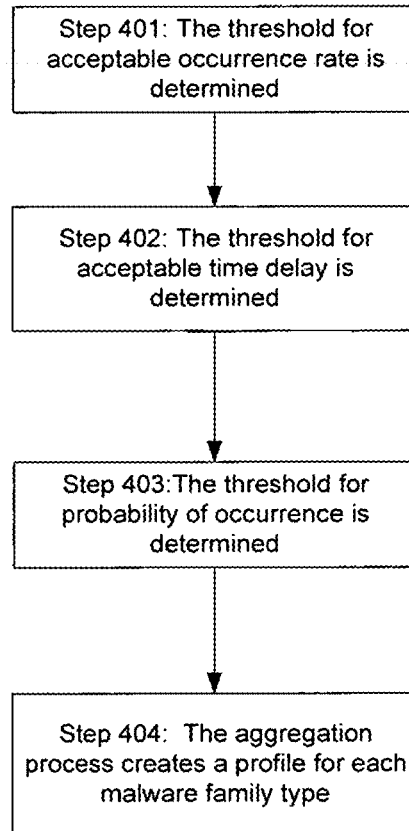 Step 401: The threshold for
acceptable occurrence rate is
determined
Step 402: The threshold for
acceptable time delay is
determined
Step 403:The threshold for
probability of occurrence is
determined
Step 404: The aggregation
process creates a profile for each
malware family type